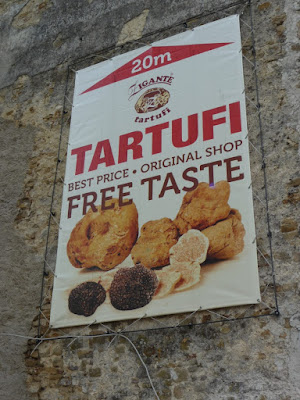 20m
ZIGANTE
tartufi
TARTUFI
BEST PRICE • ORIGINAL SHOP
FREE TASTE